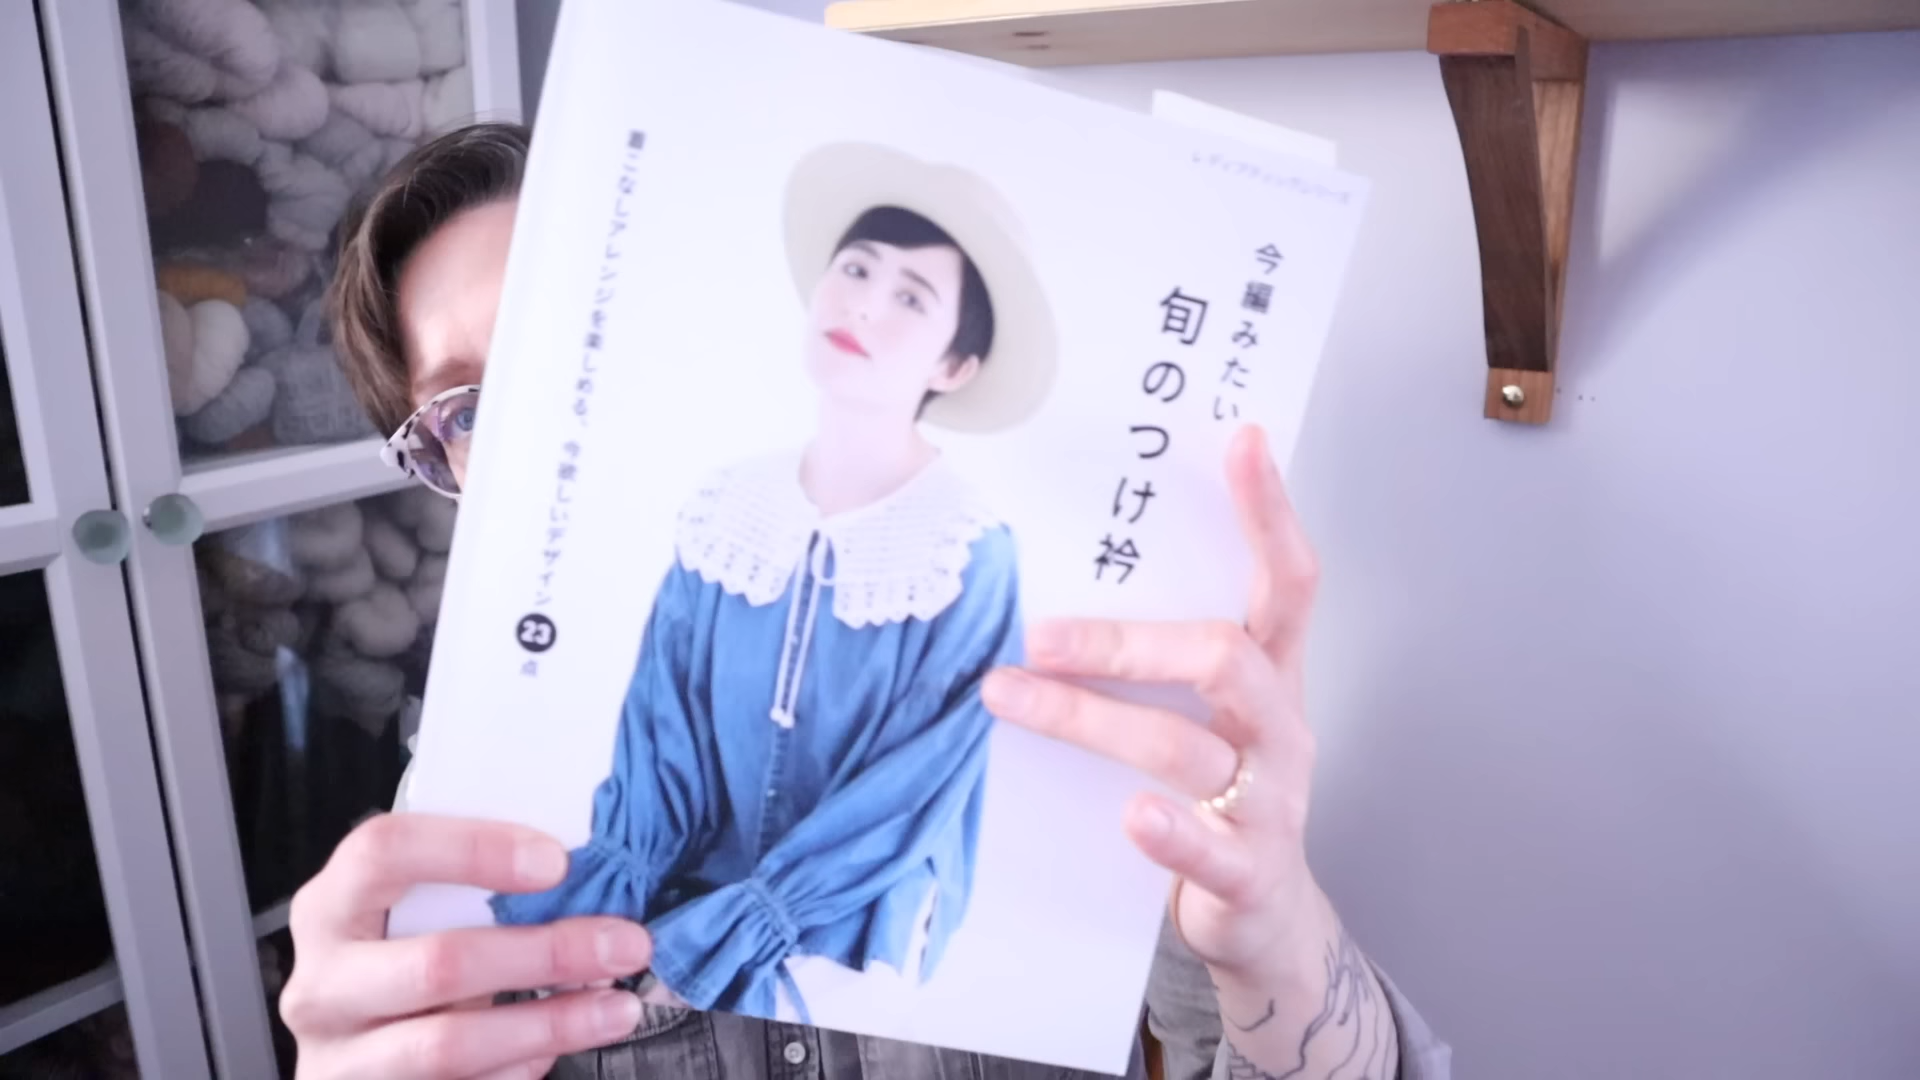 レディブティックシリーズ
今編みたい
旬のつけ衿
着こなしアレンジを楽しめる、今欲しいデザイン23点